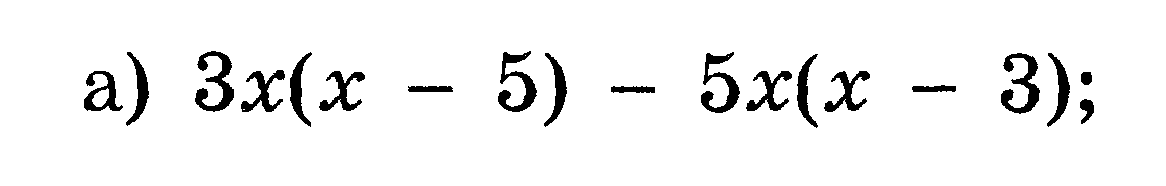 а) 3x(x − 5) − 5x(x − 3);